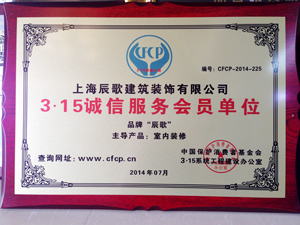 CFCP
编号:CFCP-2014-225
上海辰歌建筑装饰有限公司
3·15诚信服务会员单位
品牌“辰歌”
主导产品:室内装修
查询网址:www.cfcp.cn
中国保护消费者基金会
3·15系统工程建设办公室
2014年07月